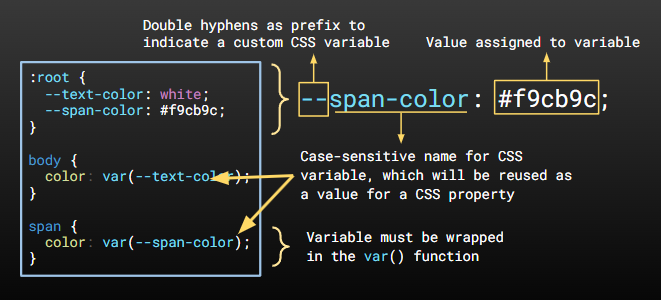 Double hyphens as prefix to
indicate a custom CSS variable
Value assigned to variable
:root {
--text-color: white;
--span-color: #f9cb9c;
}
body {
color: var(--text-color);
}
span {
color: var(--span-color);
}
--span-color: #f9cb9c;
Case-sensitive name for CSS
variable, which will be reused as
a value for a CSS property
Variable must be wrapped
in the var() function